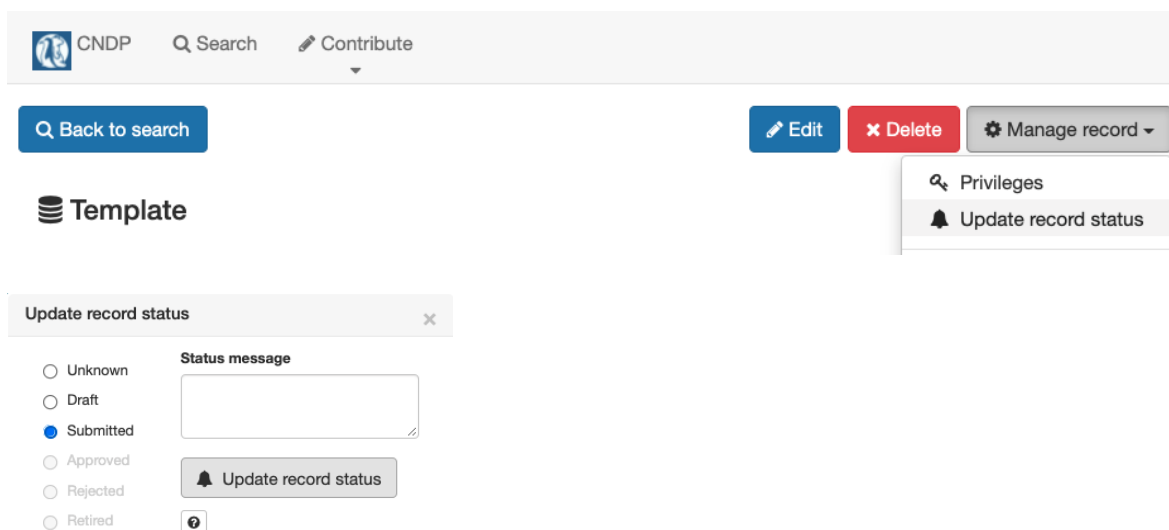 CNDP Search Contribute
Back to search Edit Delete Manage record
Privileges
Template Update record status
Update record status
Status message
Unknown
Draft
Submitted
Approved
Update record status
Rejected
Retired